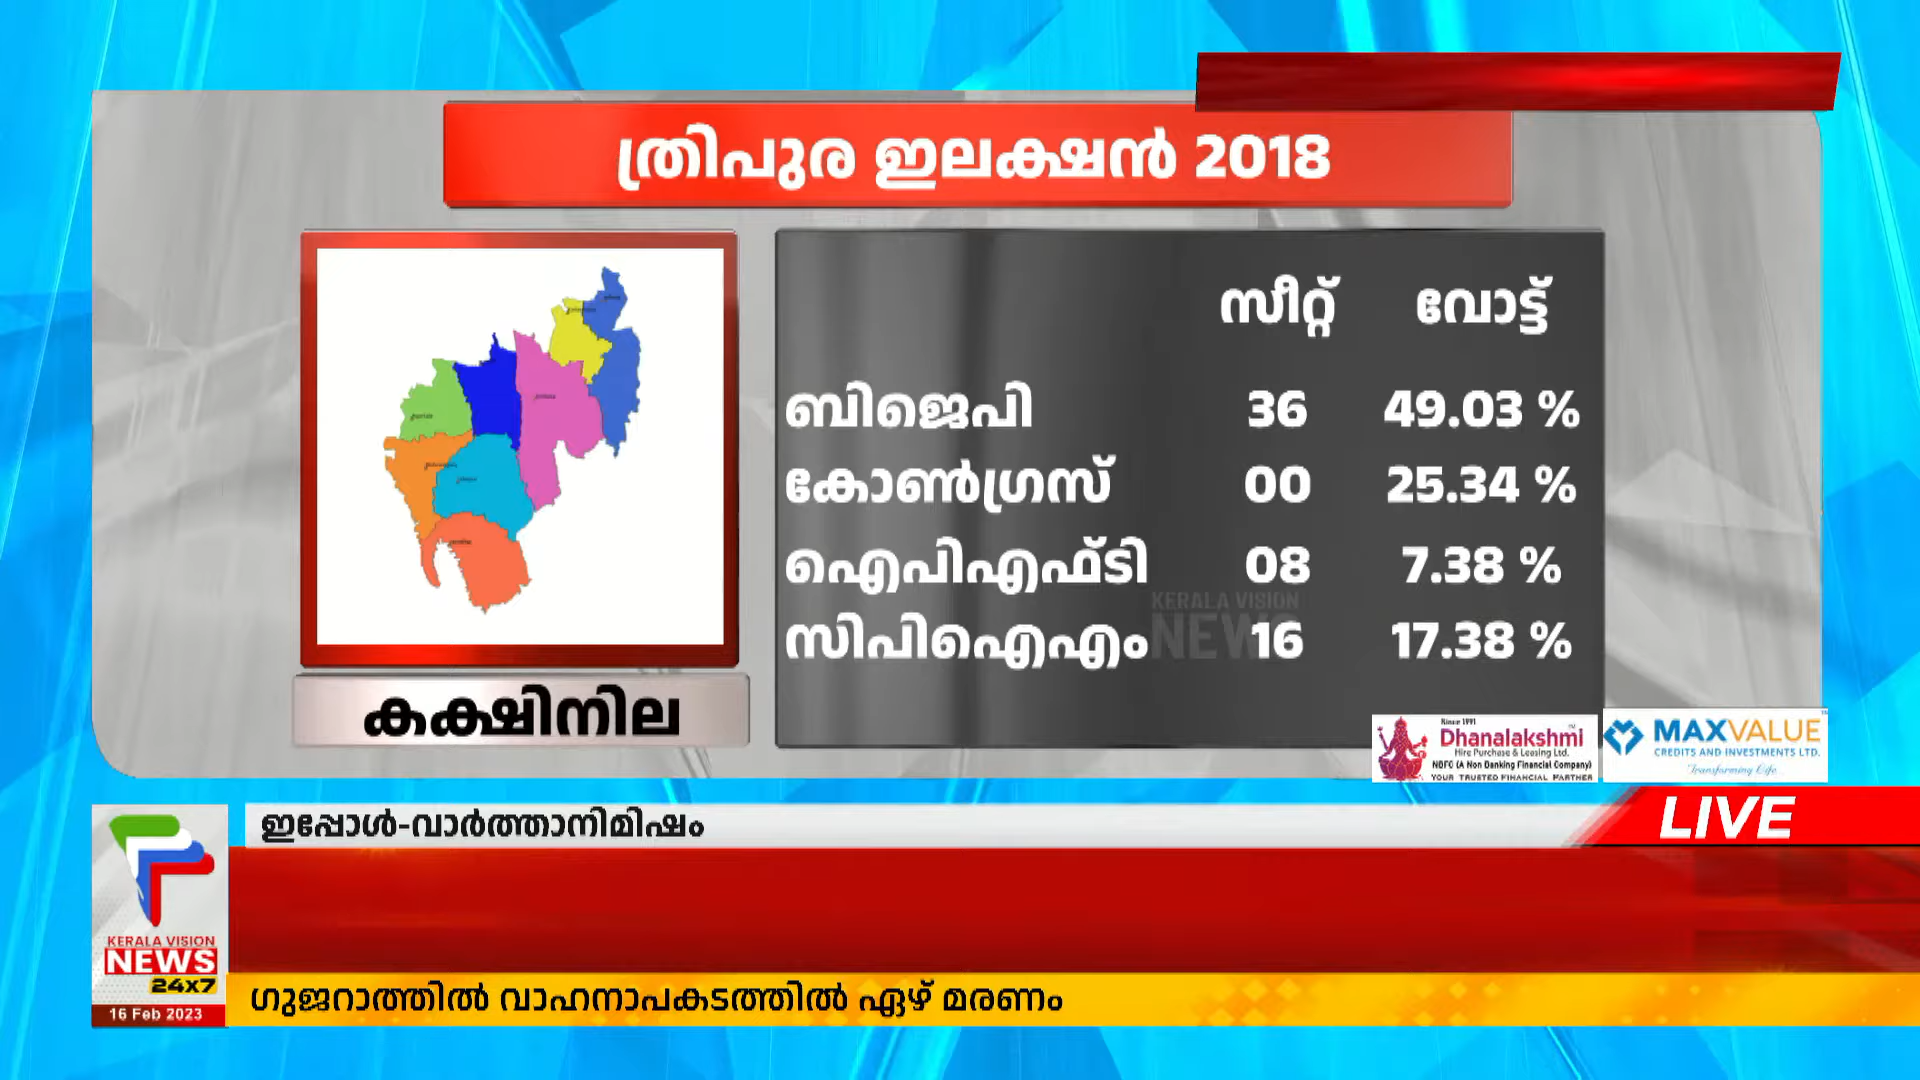 ത്രിപുര ഇലക്ഷൻ 2018
സീറ്റ് വോട്ട്
ബിജെപി 36 49.03 %
കോൺഗ്രസ് 00 25.34 %
ഐപിഎഫ്ടി 08 7.38 %
സിപിഐഎം 16 17.38 %
KERALA VISION
NEWS
കക്ഷിനില
Since 1991
Dhanalakshmi
Hire Purchase & Leasing Ltd.
NBFC (A Non Banking Financial Company)
YOUR TRUSTED FINANCIAL PARTNER
MAXVALUE
CREDITS AND INVESTMENTS LTD.
Transforming Life
ഇപ്പോൾ-വാർത്താനിമിഷം
LIVE
KERALA VISION
NEWS
24x7
16 Feb 2023
ഗുജറാത്തിൽ വാഹനാപകടത്തിൽ ഏഴ് മരണം